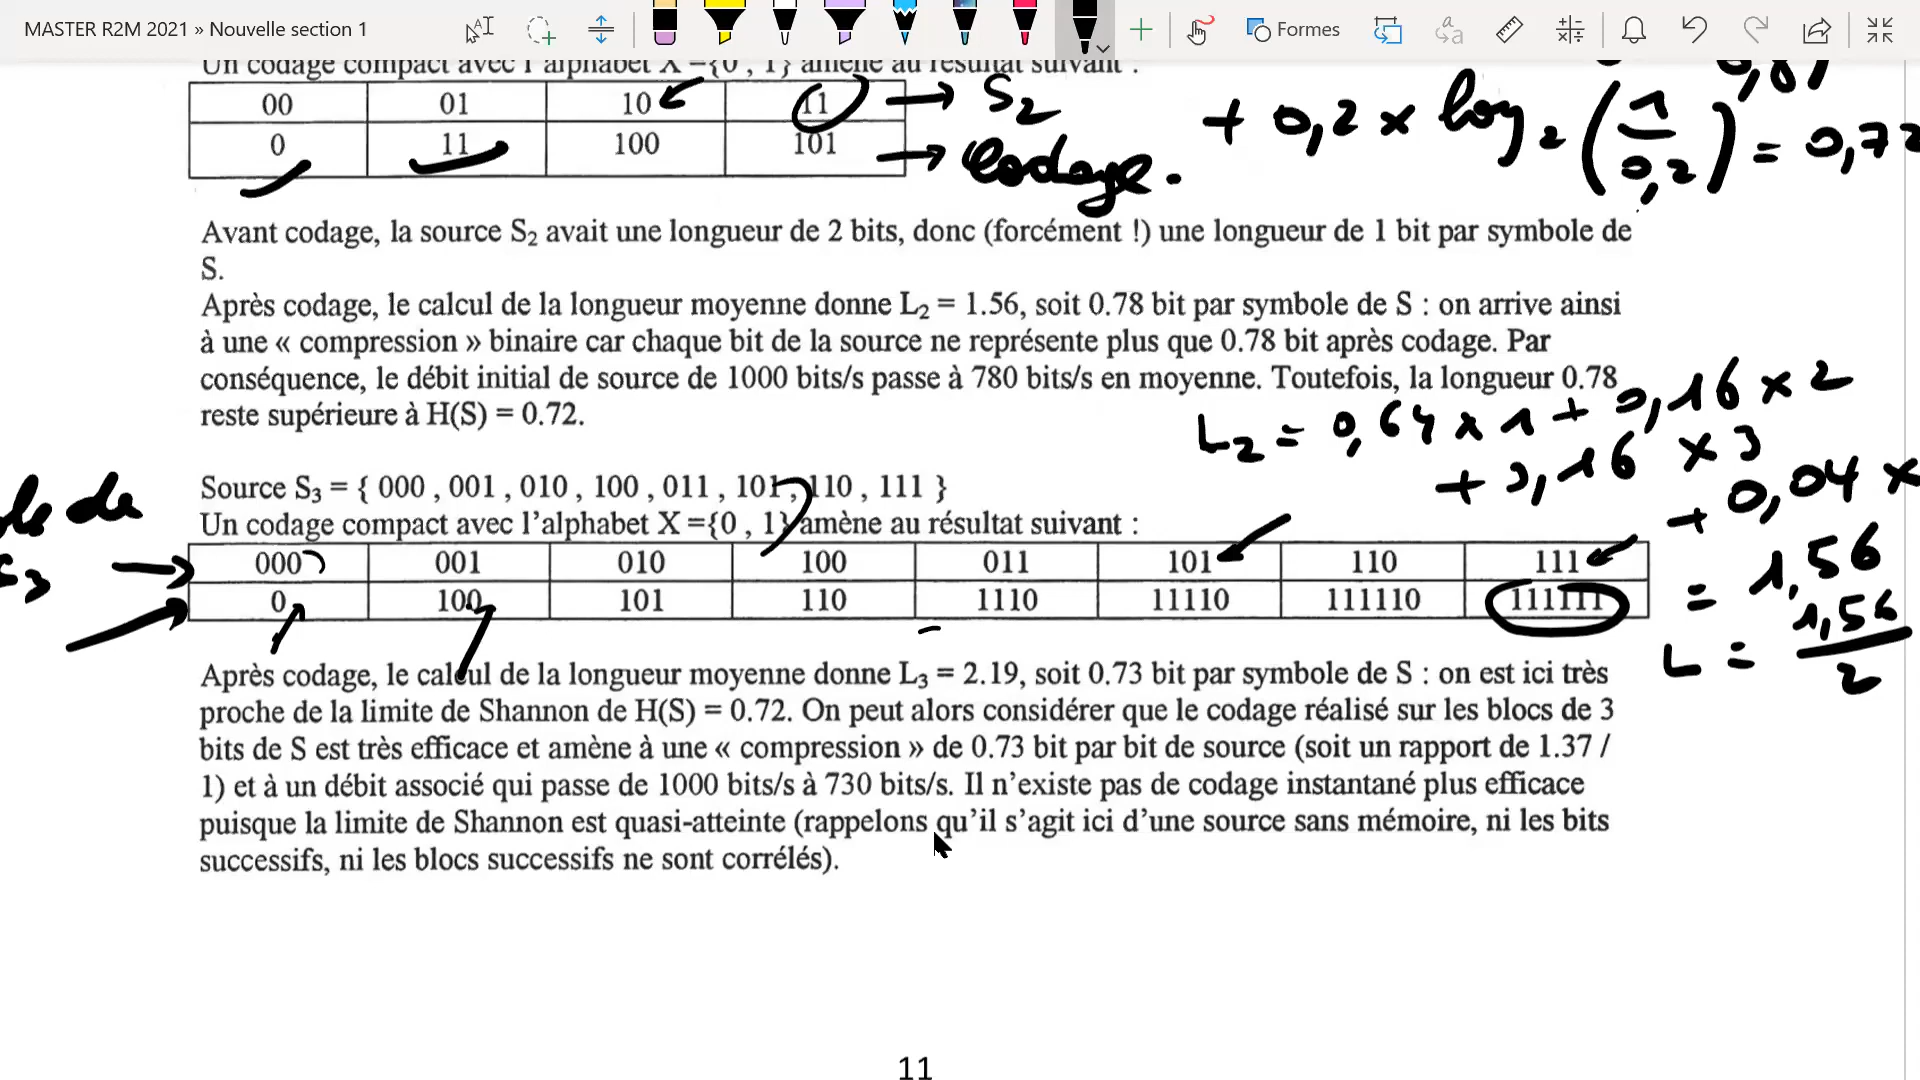 MASTER R2M 2021 » Nouvelle section 1
Formes
Un codage compact avec l'alphabet X ={0 , 1} amène au résultat suivant :
00 01 10 11 → S2
0 11 100 101 → Codage.
+ 0,2 x log2 (1/0,2) = 0,72
Avant codage, la source S2 avait une longueur de 2 bits, donc (forcément !) une longueur de 1 bit par symbole de
S.
Après codage, le calcul de la longueur moyenne donne L2 = 1.56, soit 0.78 bit par symbole de S : on arrive ainsi
à une « compression » binaire car chaque bit de la source ne représente plus que 0.78 bit après codage. Par
conséquence, le débit initial de source de 1000 bits/s passe à 780 bits/s en moyenne. Toutefois, la longueur 0.78
reste supérieure à H(S) = 0.72.
L2 = 0,64 x 1 + 0,16 x 2
+ 0,16 x 3
+ 0,04 x
= 1,56
L = 1,56/2
Source S3 = { 000 , 001 , 010 , 100 , 011 , 101 , 110 , 111 }
Un codage compact avec l'alphabet X ={0 , 1} amène au résultat suivant :
000 001 010 100 011 101 110 111
0 100 101 110 1110 11110 111110 111111
Après codage, le calcul de la longueur moyenne donne L3 = 2.19, soit 0.73 bit par symbole de S : on est ici très
proche de la limite de Shannon de H(S) = 0.72. On peut alors considérer que le codage réalisé sur les blocs de 3
bits de S est très efficace et amène à une « compression » de 0.73 bit par bit de source (soit un rapport de 1.37 /
1) et à un débit associé qui passe de 1000 bits/s à 730 bits/s. Il n'existe pas de codage instantané plus efficace
puisque la limite de Shannon est quasi-atteinte (rappelons qu'il s'agit ici d'une source sans mémoire, ni les bits
successifs, ni les blocs successifs ne sont corrélés).
11